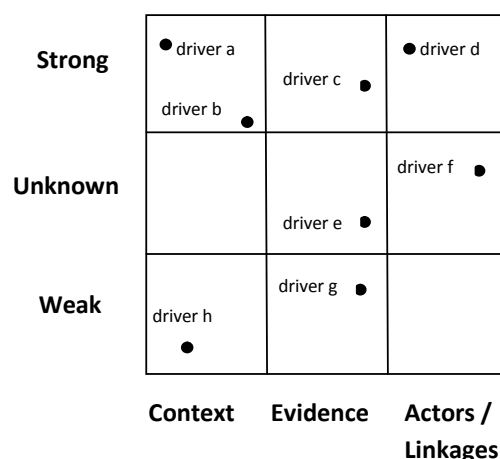 Strong
driver a
driver d
driver c
driver b
Unknown
driver f
driver e
Weak
driver g
driver h
Context
Evidence
Actors /
Linkages